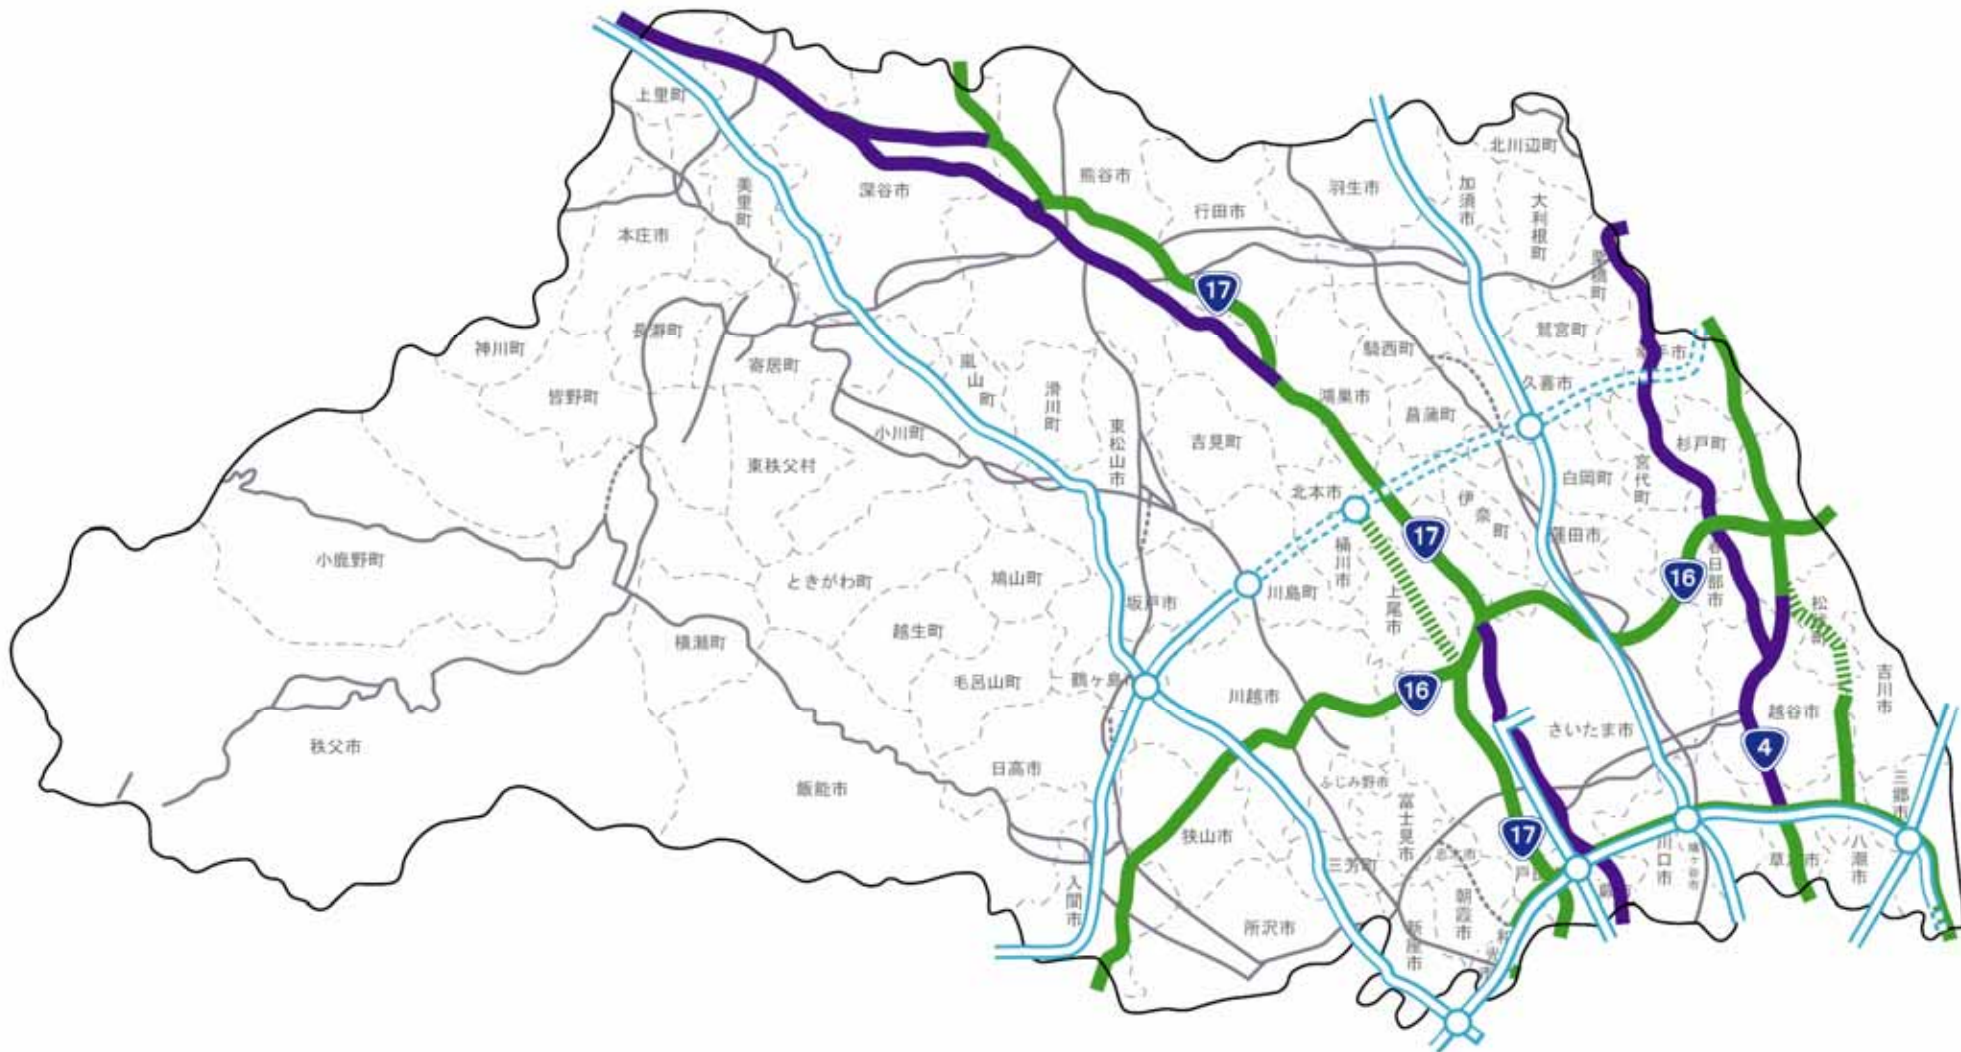 上里町
北川辺町
美里町
深谷市
熊谷市
羽生市
加須市
大利根町
行田市
本庄市
栗橋町
17
長瀞町
神川町
寄居町
鷲宮町
騎西町
嵐山町
滑川町
久喜市
皆野町
鴻巣市
菖蒲町
小川町
東松山市
吉見町
杉戸町
東秩父村
宮代町
白岡町
北本市
伊奈町
17
蓮田市
小鹿野町
桶川市
春日部市
16
ときがわ町
鳩山町
川島町
坂戸市
上尾市
越生町
横瀬町
毛呂山町
鶴ヶ島
16
川越市
吉川市
越谷市
さいたま市
秩父市
4
日高市
ふじみ野市
飯能市
三郷市
富士見市
狭山市
17
志木市
三芳町
川口市
鳩ヶ谷市
八潮市
入間市
朝霞市
所沢市
新座市